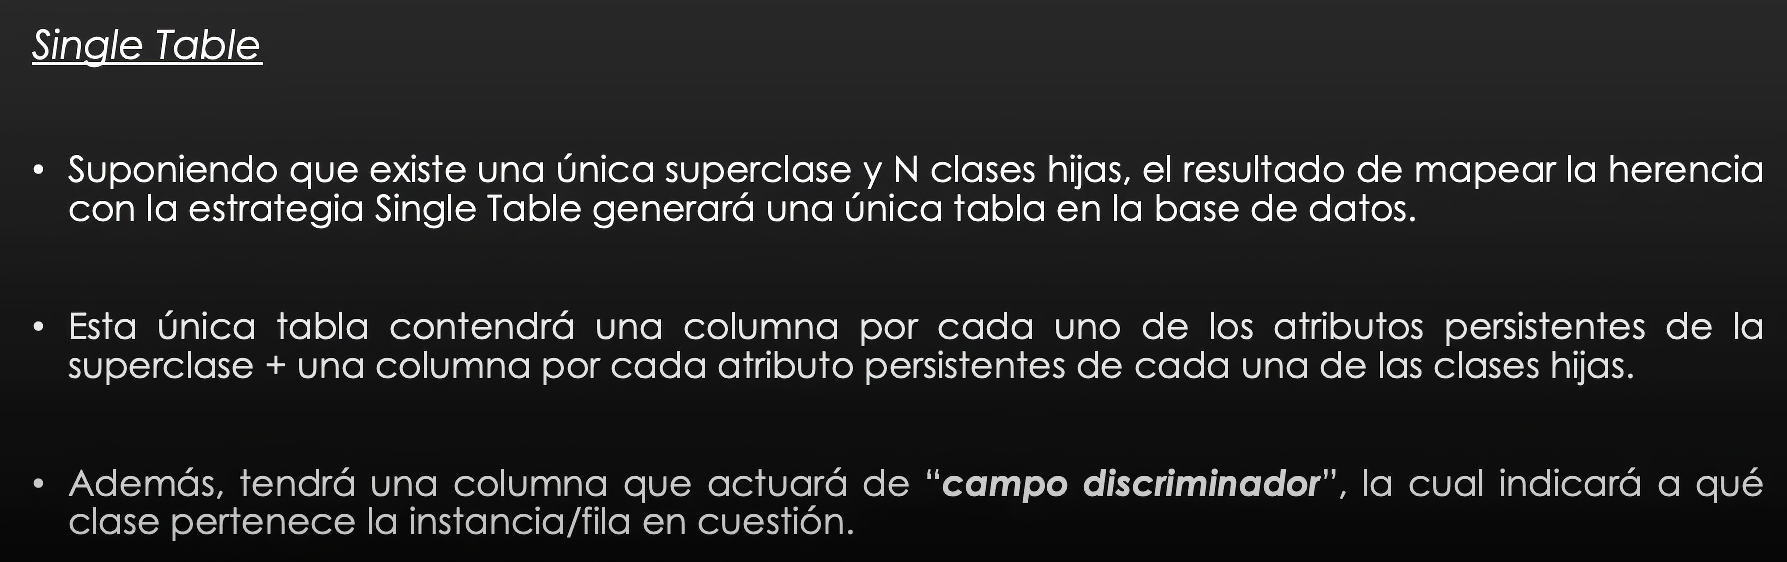 Single Table
• Suponiendo que existe una única superclase y N clases hijas, el resultado de mapear la herencia
con la estrategia Single Table generará una única tabla en la base de datos.
• Esta única tabla contendrá una columna por cada uno de los atributos persistentes de la
superclase + una columna por cada atributo persistentes de cada una de las clases hijas.
• Además, tendrá una columna que actuará de “campo discriminador”, la cual indicará a qué
clase pertenece la instancia/fila en cuestión.